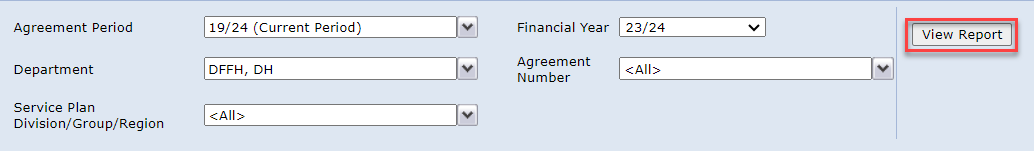 Agreement Period 19/24 (Current Period) Financial Year 23/24 View Report
Department DFFH, DH Agreement
Number <All>
Service Plan
Division/Group/Region <All>